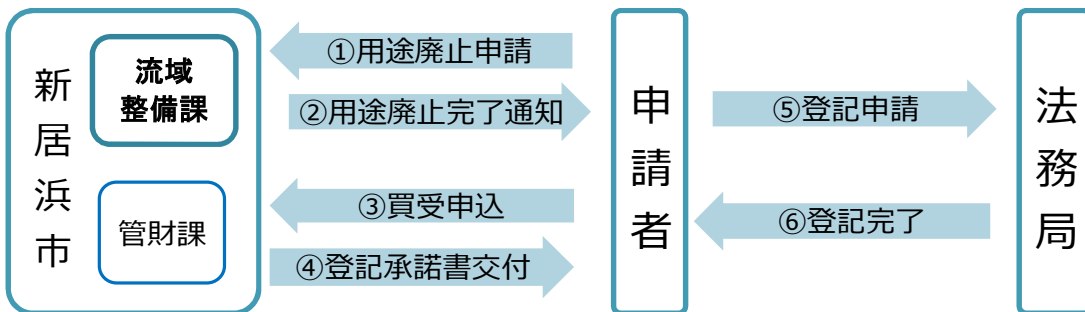 新居浜市
流域
整備課
管財課
①用途廃止申請
②用途廃止完了通知
③買受申込
④登記承諾書交付
申請者
⑤登記申請
⑥登記完了
法務局